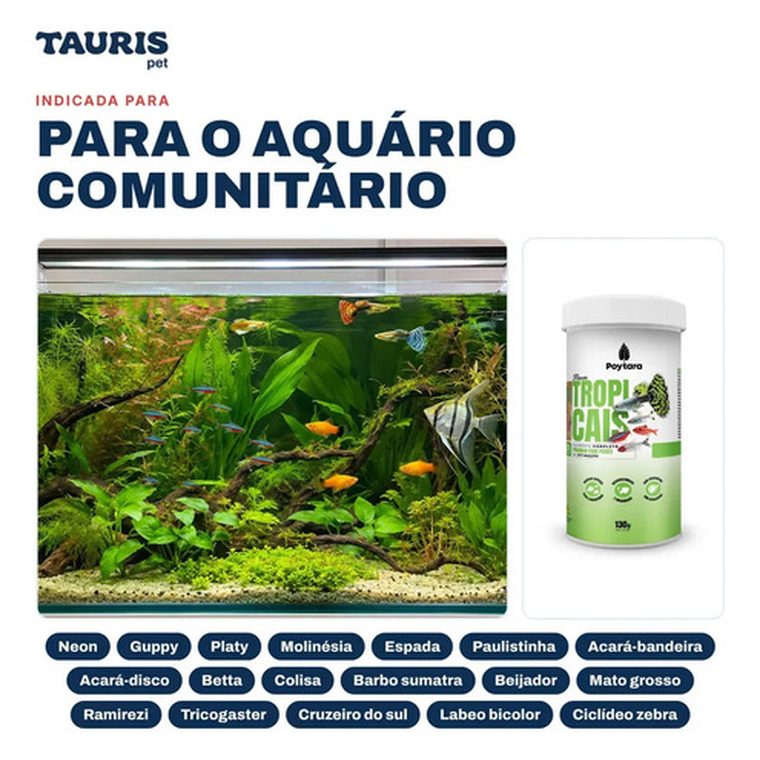 TAURIS
pet
INDICADA PARA
PARA O AQUÁRIO
COMUNITÁRIO
Poytara
TROPI
CAIS
130g
Neon Guppy Platy Molinésia Espada Paulistinha Acará-bandeira
Acará-disco Betta Colisa Barbo sumatra Beijador Mato grosso
Ramirezi Tricogaster Cruzeiro do sul Labeo bicolor Ciclídeo zebra